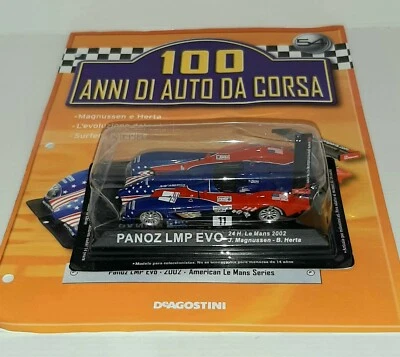 54
100
ANNI DI AUTO DA CORSA
-Magnussen e Herta
-L'evoluzione
11
PANOZ LMP EVO
24 H. Le Mans 2002
J. Magnussen - B. Herta
Panoz LMP Evo - 2002 - American Le Mans Series
DeAGOSTINI